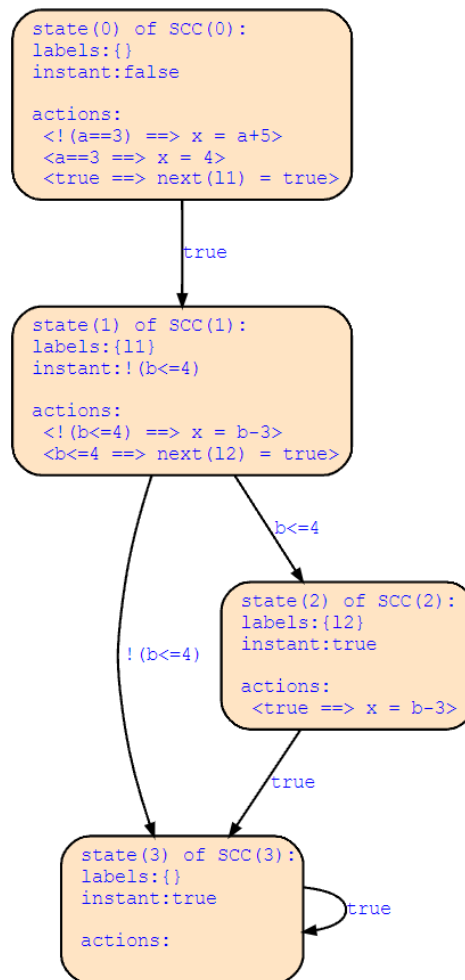 state(0) of SCC(0):
labels:{}
instant:false
actions:
<!(a==3) ==> x = a+5>
<a==3 ==> x = 4>
<true ==> next(l1) = true>
true
state(1) of SCC(1):
labels:{l1}
instant:!(b<=4)
actions:
<!(b<=4) ==> x = b-3>
<b<=4 ==> next(l2) = true>
b<=4
state(2) of SCC(2):
labels:{l2}
instant:true
actions:
<true ==> x = b-3>
!(b<=4)
true
state(3) of SCC(3):
labels:{}
instant:true
actions:
true